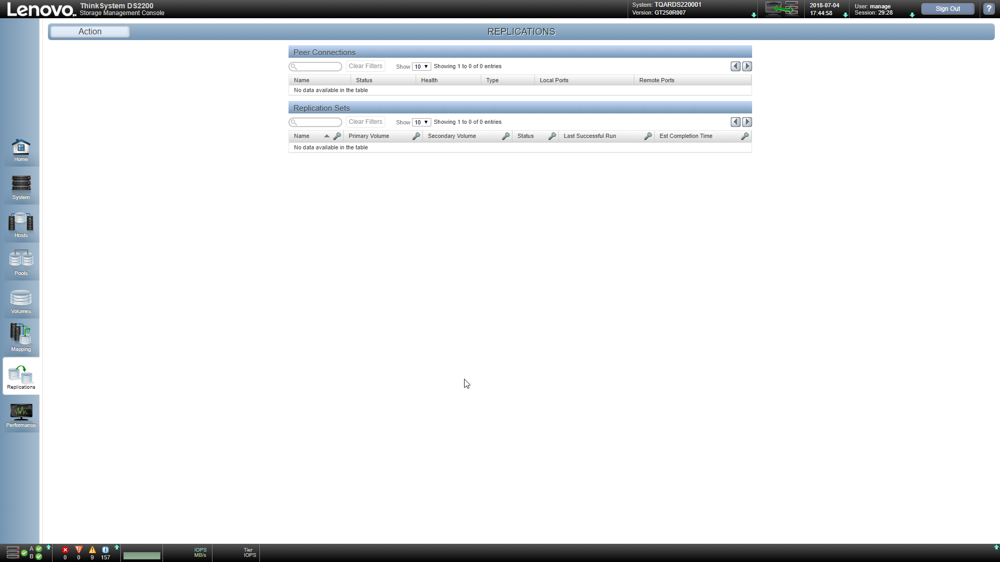 Lenovo
ThinkSystem DS2200
Storage Management Console
System: TQARDS220001
Version: GT250R007
2018-07-04
17:44:58
User: manage
Session: 29:28
Sign Out
?
Action
REPLICATIONS
Peer Connections
Clear Filters Show 10 Showing 1 to 0 of 0 entries
Name Status Health Type Local Ports Remote Ports
No data available in the table
Replication Sets
Clear Filters Show 10 Showing 1 to 0 of 0 entries
Name Primary Volume Secondary Volume Status Last Successful Run Est Completion Time
No data available in the table
Home
System
Hosts
Pools
Volumes
Mapping
Replications
Performance
A
B
0 0 9 157
IOPS
MB/s
Tier
IOPS